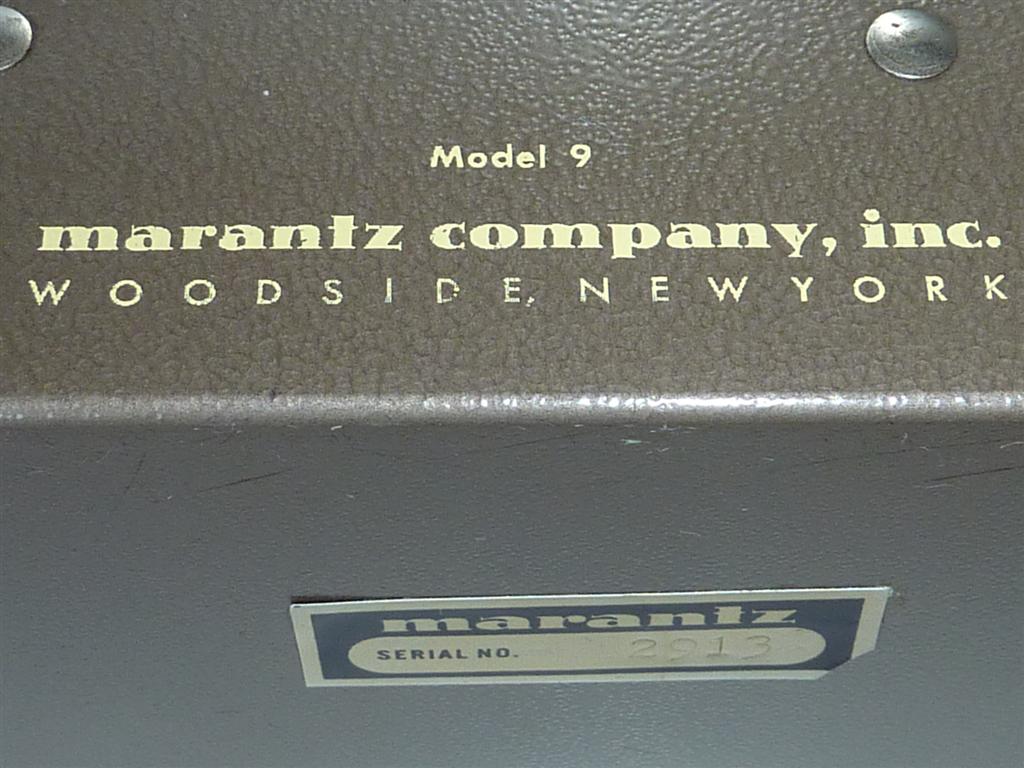 Model 9
marantz company, inc.
WOODSIDE, NEW YORK
marantz
SERIAL NO. 2913